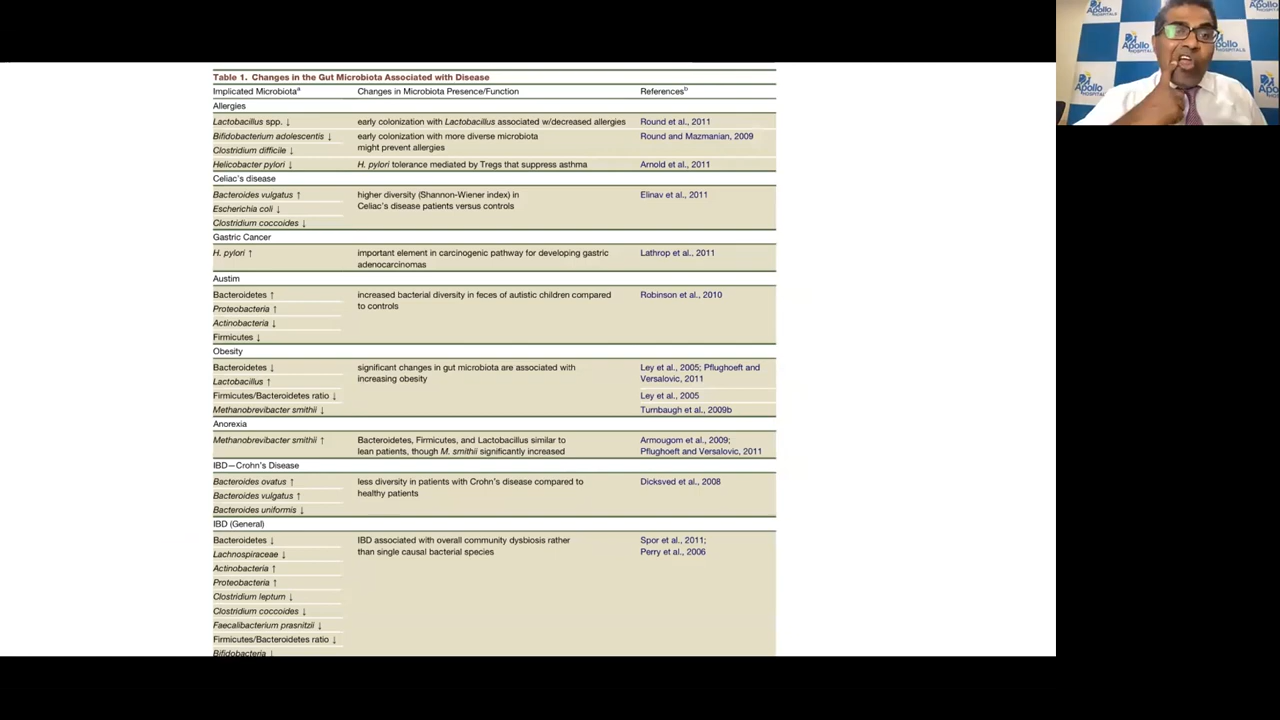 Table 1. Changes in the Gut Microbiota Associated with Disease
Implicated Microbiotaᵃ Changes in Microbiota Presence/Function Referencesᵇ
Allergies
Lactobacillus spp. ↓ early colonization with Lactobacillus associated w/decreased allergies Round et al., 2011
Bifidobacterium adolescentis ↓ early colonization with more diverse microbiota Round and Mazmanian, 2009
Clostridium difficile ↓ might prevent allergies
Helicobacter pylori ↓ H. pylori tolerance mediated by Tregs that suppress asthma Arnold et al., 2011
Celiac's disease
Bacteroides vulgatus ↑ higher diversity (Shannon-Wiener index) in Elinav et al., 2011
Escherichia coli ↓ Celiac's disease patients versus controls
Clostridium coccoides ↓
Gastric Cancer
H. pylori ↑ important element in carcinogenic pathway for developing gastric Lathrop et al., 2011
adenocarcinomas
Austim
Bacteroidetes ↑ increased bacterial diversity in feces of autistic children compared Robinson et al., 2010
Proteobacteria ↑ to controls
Actinobacteria ↓
Firmicutes ↓
Obesity
Bacteroidetes ↓ significant changes in gut microbiota are associated with Ley et al., 2005; Pflughoeft and
Lactobacillus ↑ increasing obesity Versalovic, 2011
Firmicutes/Bacteroidetes ratio ↓ Ley et al., 2005
Methanobrevibacter smithii ↓ Turnbaugh et al., 2009b
Anorexia
Methanobrevibacter smithii ↑ Bacteroidetes, Firmicutes, and Lactobacillus similar to Armougom et al., 2009;
lean patients, though M. smithii significantly increased Pflughoeft and Versalovic, 2011
IBD—Crohn's Disease
Bacteroides ovatus ↑ less diversity in patients with Crohn's disease compared to Dicksved et al., 2008
Bacteroides vulgatus ↑ healthy patients
Bacteroides uniformis ↓
IBD (General)
Bacteroidetes ↓ IBD associated with overall community dysbiosis rather Spor et al., 2011;
Lachnospiraceae ↓ than single causal bacterial species Perry et al., 2006
Actinobacteria ↑
Proteobacteria ↑
Clostridium leptum ↓
Clostridium coccoides ↓
Faecalibacterium prasnitzii ↓
Firmicutes/Bacteroidetes ratio ↓
Bifidobacteria ↓
Apollo
HOSPITALS
Apollo
HOSPITALS
Apollo